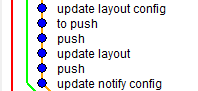 update layout config
to push
push
update layout
push
update notify config